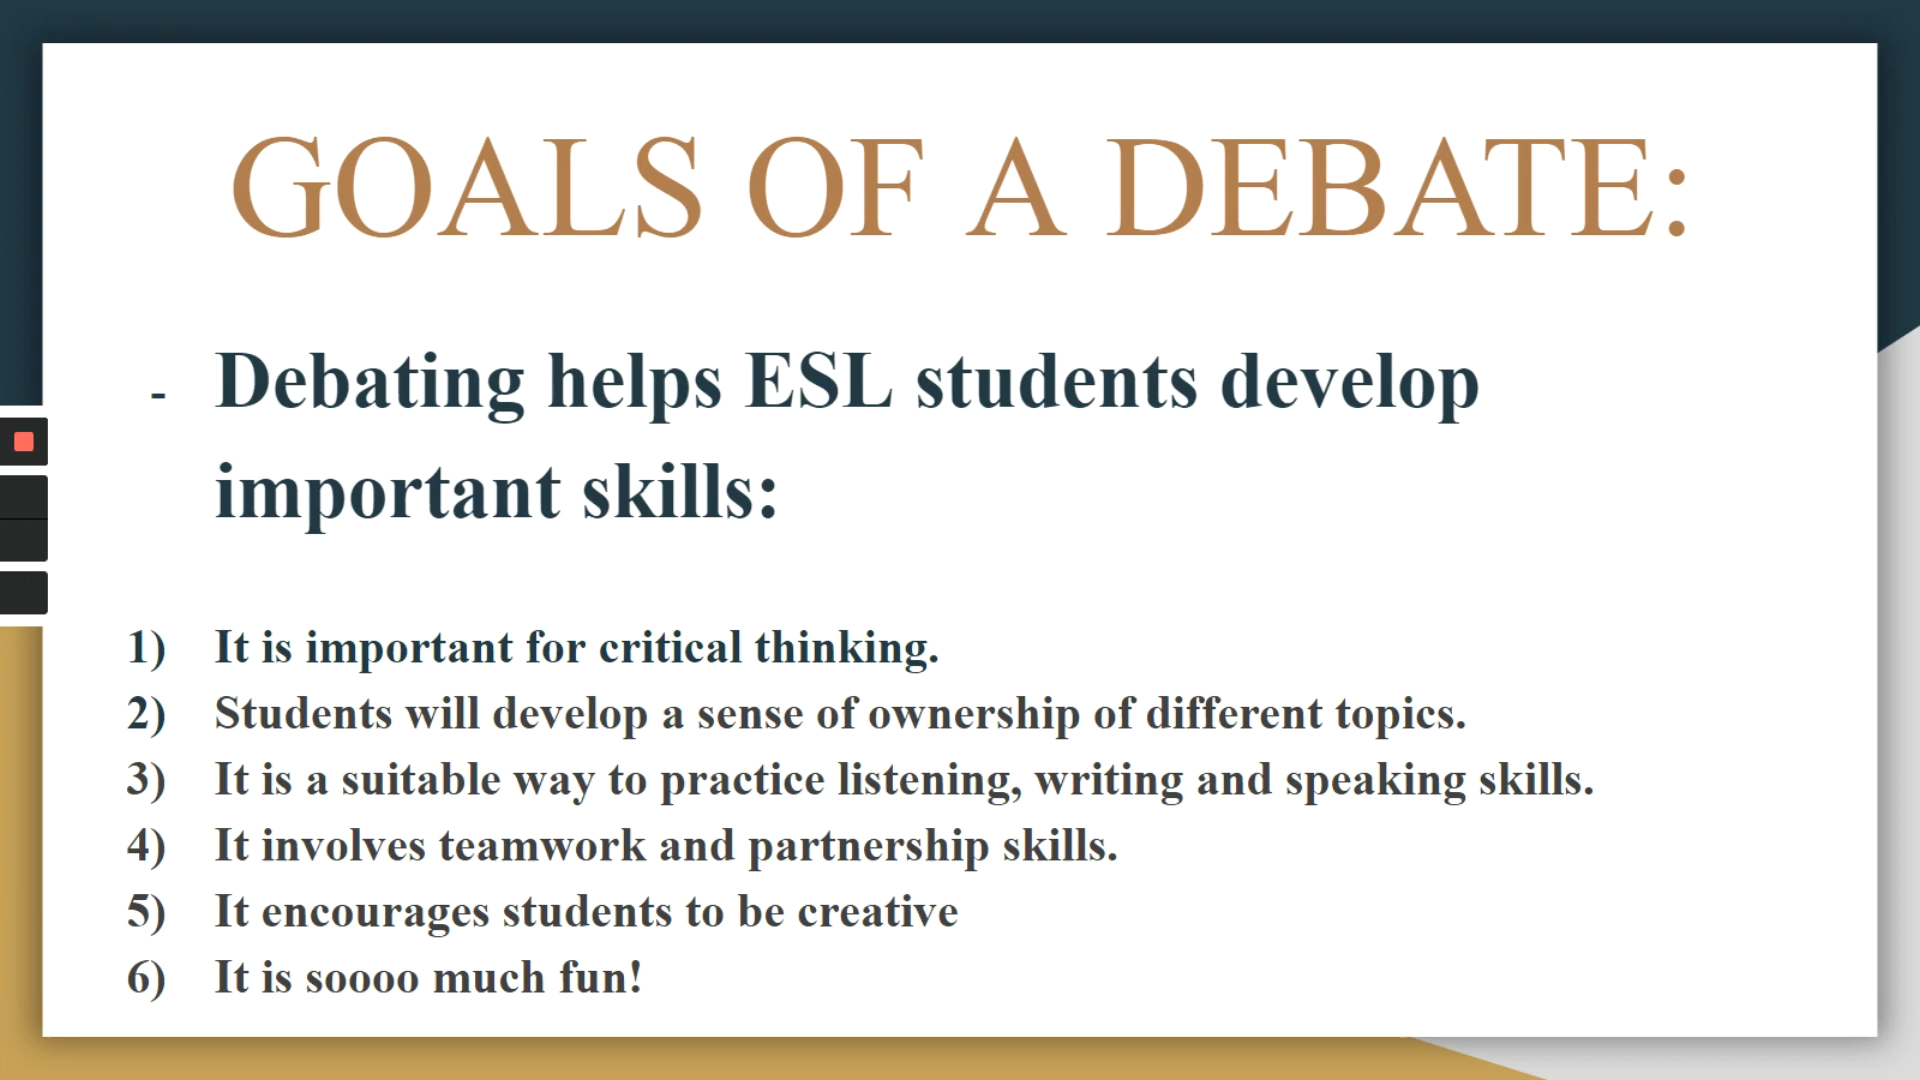 GOALS OF A DEBATE:
- Debating helps ESL students develop
important skills:
1) It is important for critical thinking.
2) Students will develop a sense of ownership of different topics.
3) It is a suitable way to practice listening, writing and speaking skills.
4) It involves teamwork and partnership skills.
5) It encourages students to be creative
6) It is soooo much fun!